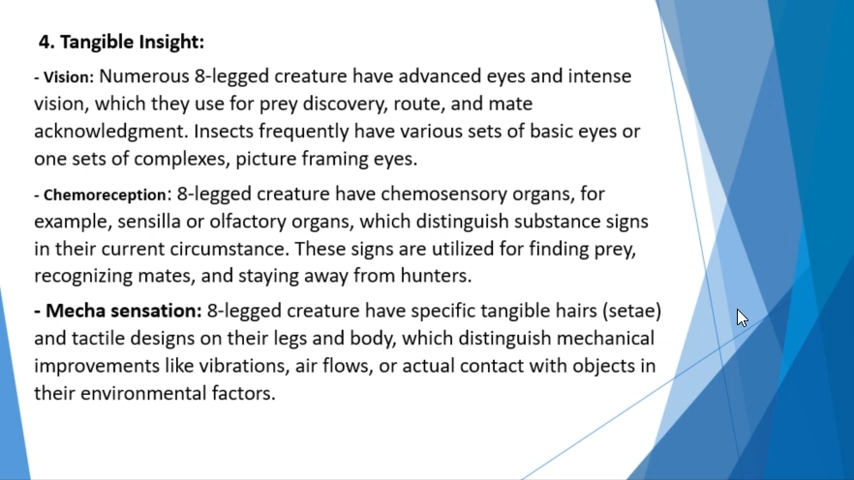 4. Tangible Insight:
- Vision: Numerous 8-legged creature have advanced eyes and intense
vision, which they use for prey discovery, route, and mate
acknowledgment. Insects frequently have various sets of basic eyes or
one sets of complexes, picture framing eyes.
- Chemoreception: 8-legged creature have chemosensory organs, for
example, sensilla or olfactory organs, which distinguish substance signs
in their current circumstance. These signs are utilized for finding prey,
recognizing mates, and staying away from hunters.
- Mecha sensation: 8-legged creature have specific tangible hairs (setae)
and tactile designs on their legs and body, which distinguish mechanical
improvements like vibrations, air flows, or actual contact with objects in
their environmental factors.